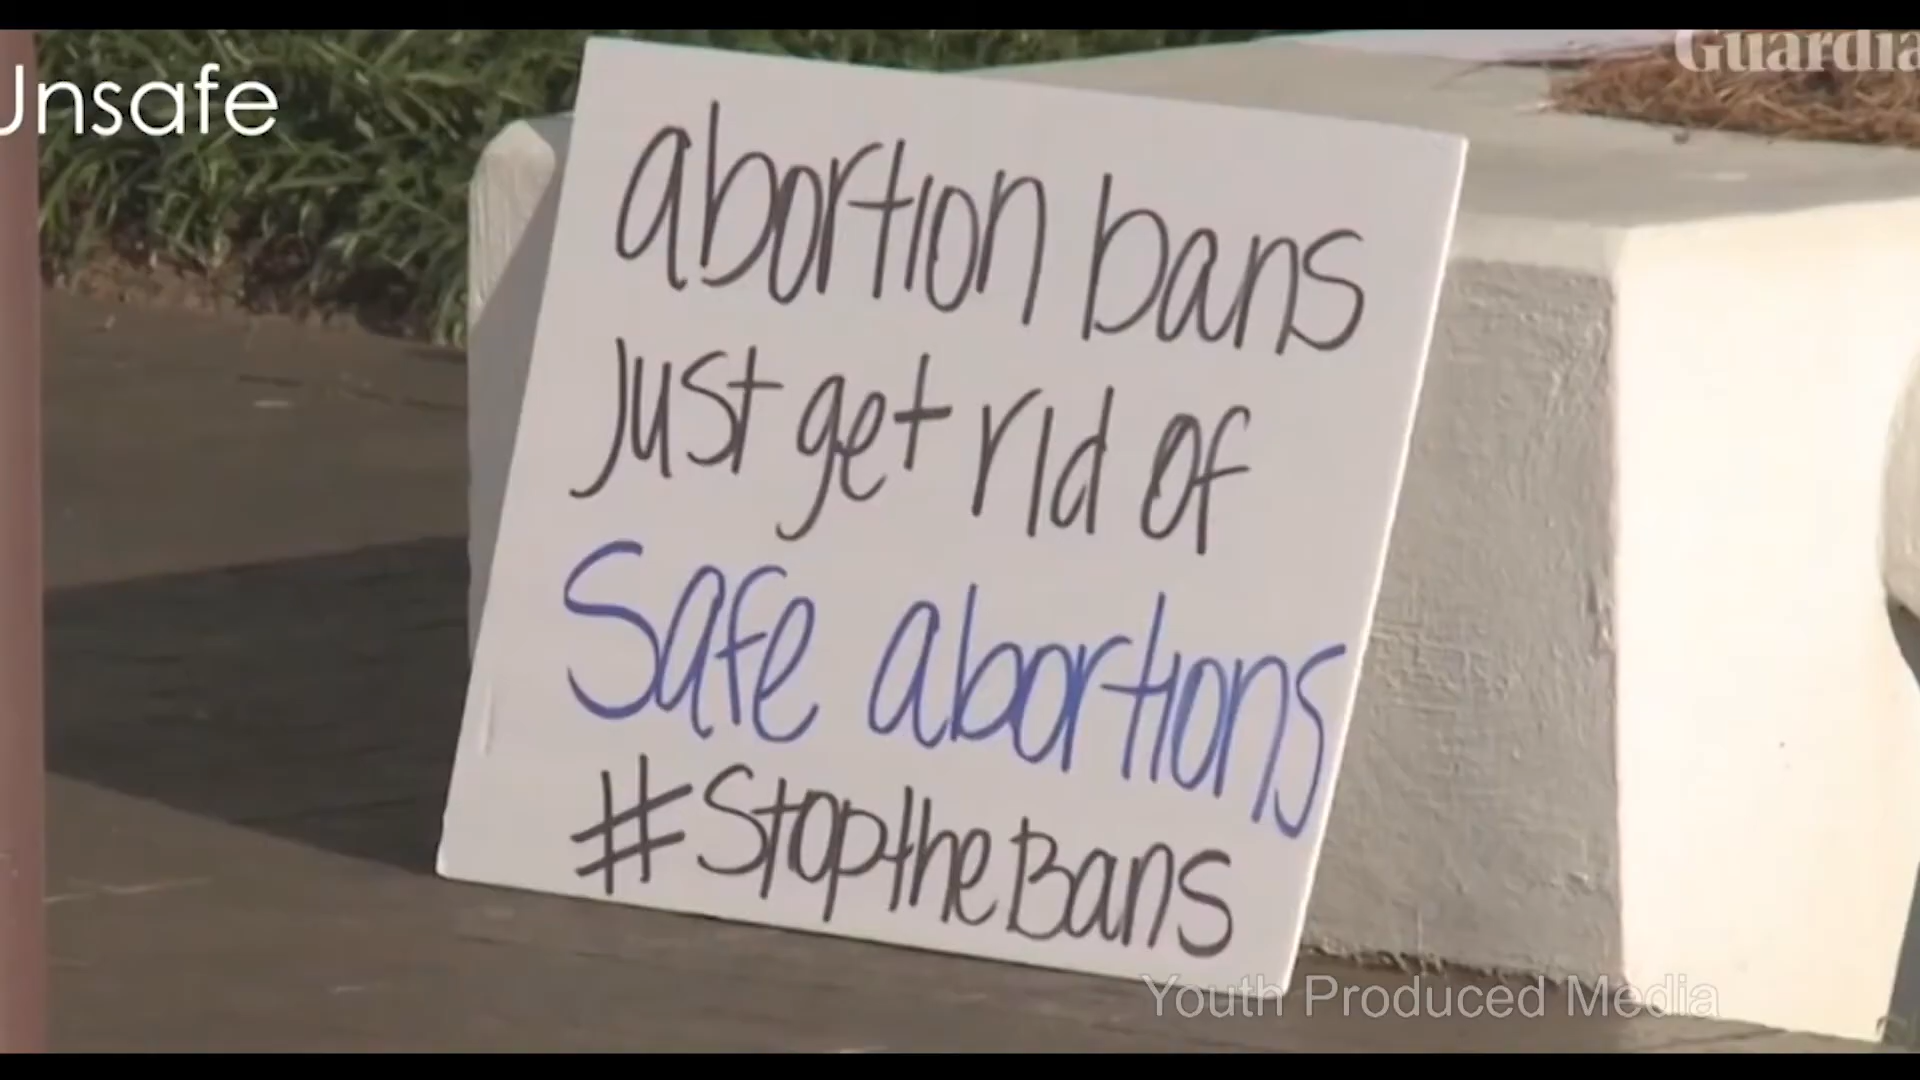 Unsafe
Guardia
abortion bans
just get rid of
safe abortions
#StoptheBans
Youth Produced Media